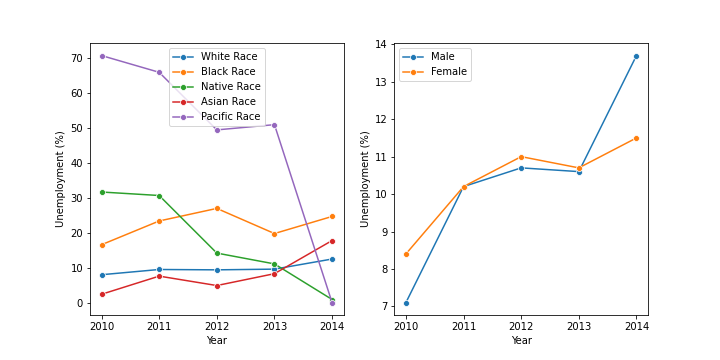 White Race
Black Race
Native Race
Asian Race
Pacific Race
70
60
50
40
30
20
10
0
Unemployment (%)
2010 2011 2012 2013 2014
Year
Male
Female
14
13
12
11
10
9
8
7
Unemployment (%)
2010 2011 2012 2013 2014
Year